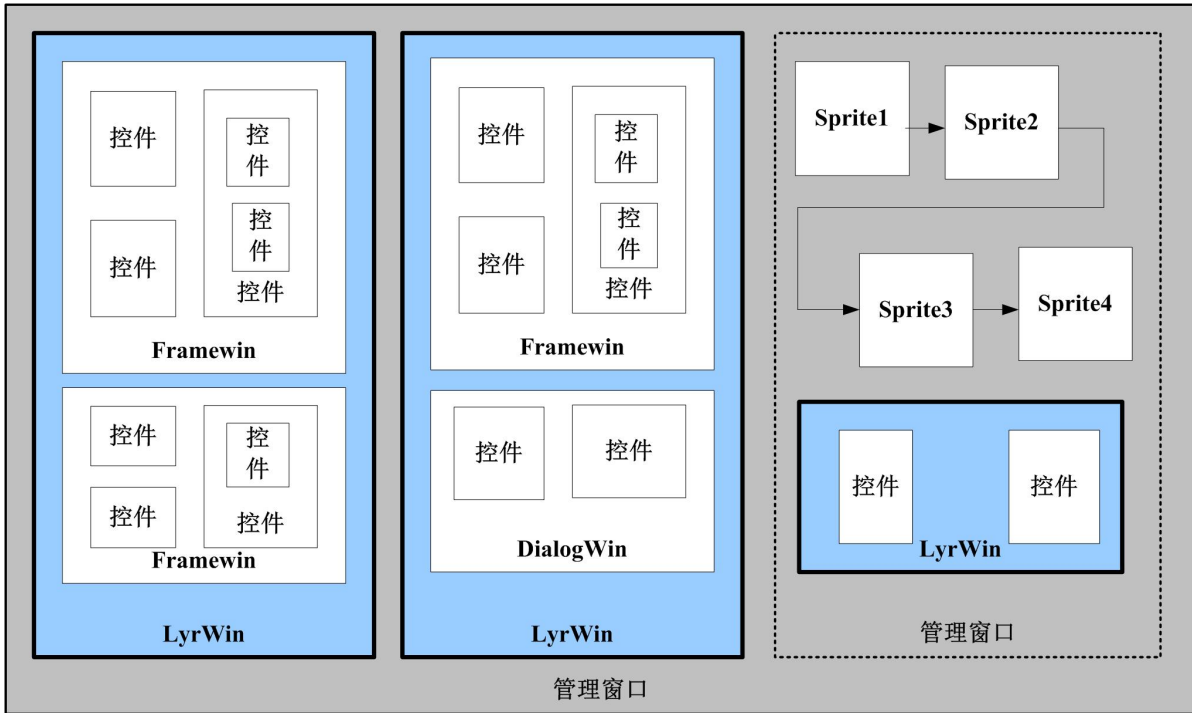 控件
控
件
控件
控
件
控件
Framewin
控件
控
件
控件
控件
Framewin
LyrWin
控件
控
件
控件
控
件
控件
Framewin
控件
控件
DialogWin
LyrWin
Sprite1
Sprite2
Sprite3
Sprite4
控件
控件
LyrWin
管理窗口
管理窗口